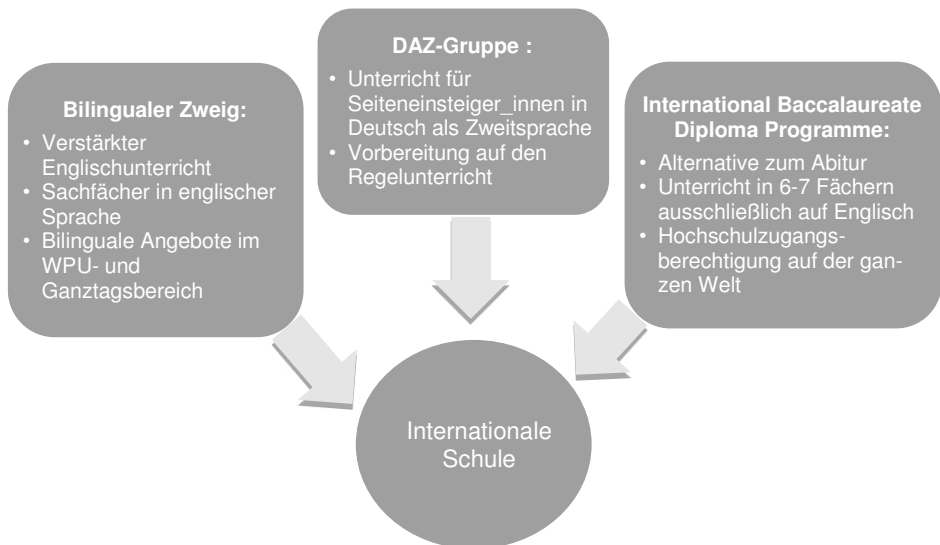 Bilingualer Zweig:
• Verstärkter
Englischunterricht
• Sachfächer in englischer
Sprache
• Bilinguale Angebote im
WPU- und
Ganztagsbereich
DAZ-Gruppe :
• Unterricht für
Seiteneinsteiger_innen in
Deutsch als Zweitsprache
• Vorbereitung auf den
Regelunterricht
International Baccalaureate
Diploma Programme:
• Alternative zum Abitur
• Unterricht in 6-7 Fächern
ausschließlich auf Englisch
• Hochschulzugangs-
berechtigung auf der gan-
zen Welt
Internationale
Schule